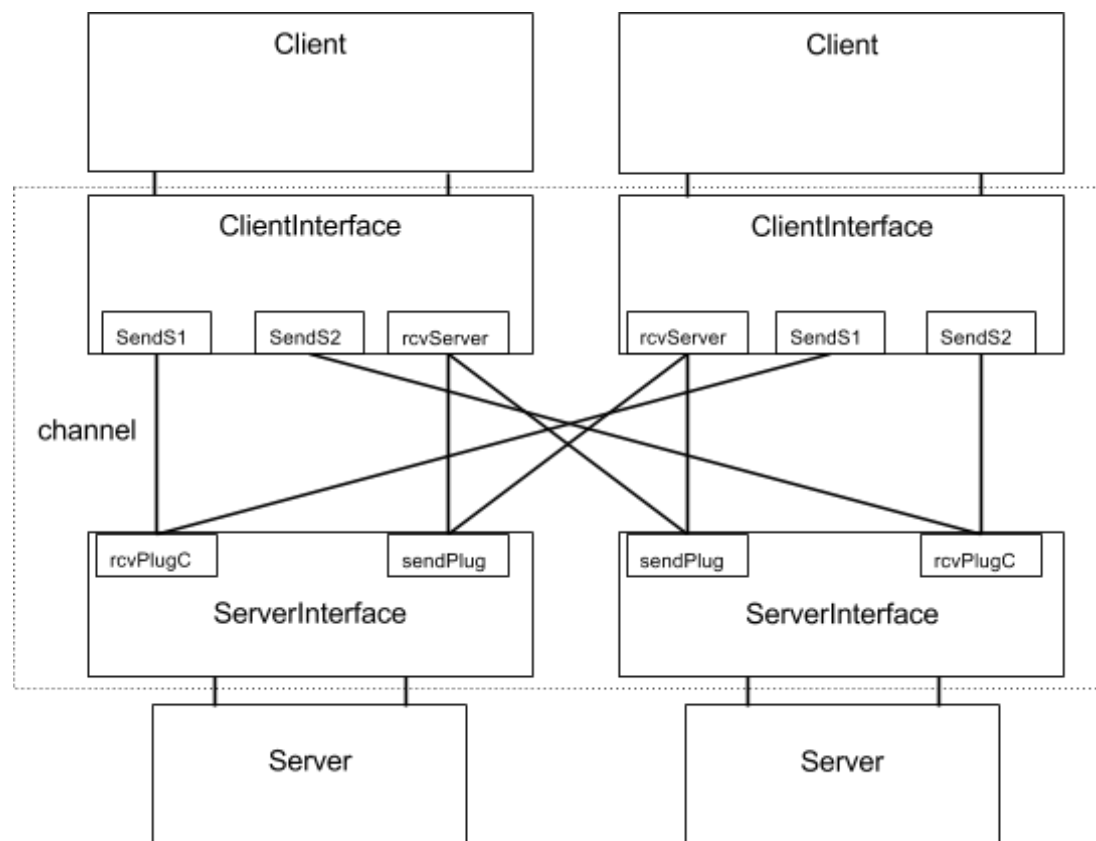 Client
Client
ClientInterface
ClientInterface
SendS1
SendS2
rcvServer
rcvServer
SendS1
SendS2
channel
rcvPlugC
sendPlug
sendPlug
rcvPlugC
ServerInterface
ServerInterface
Server
Server